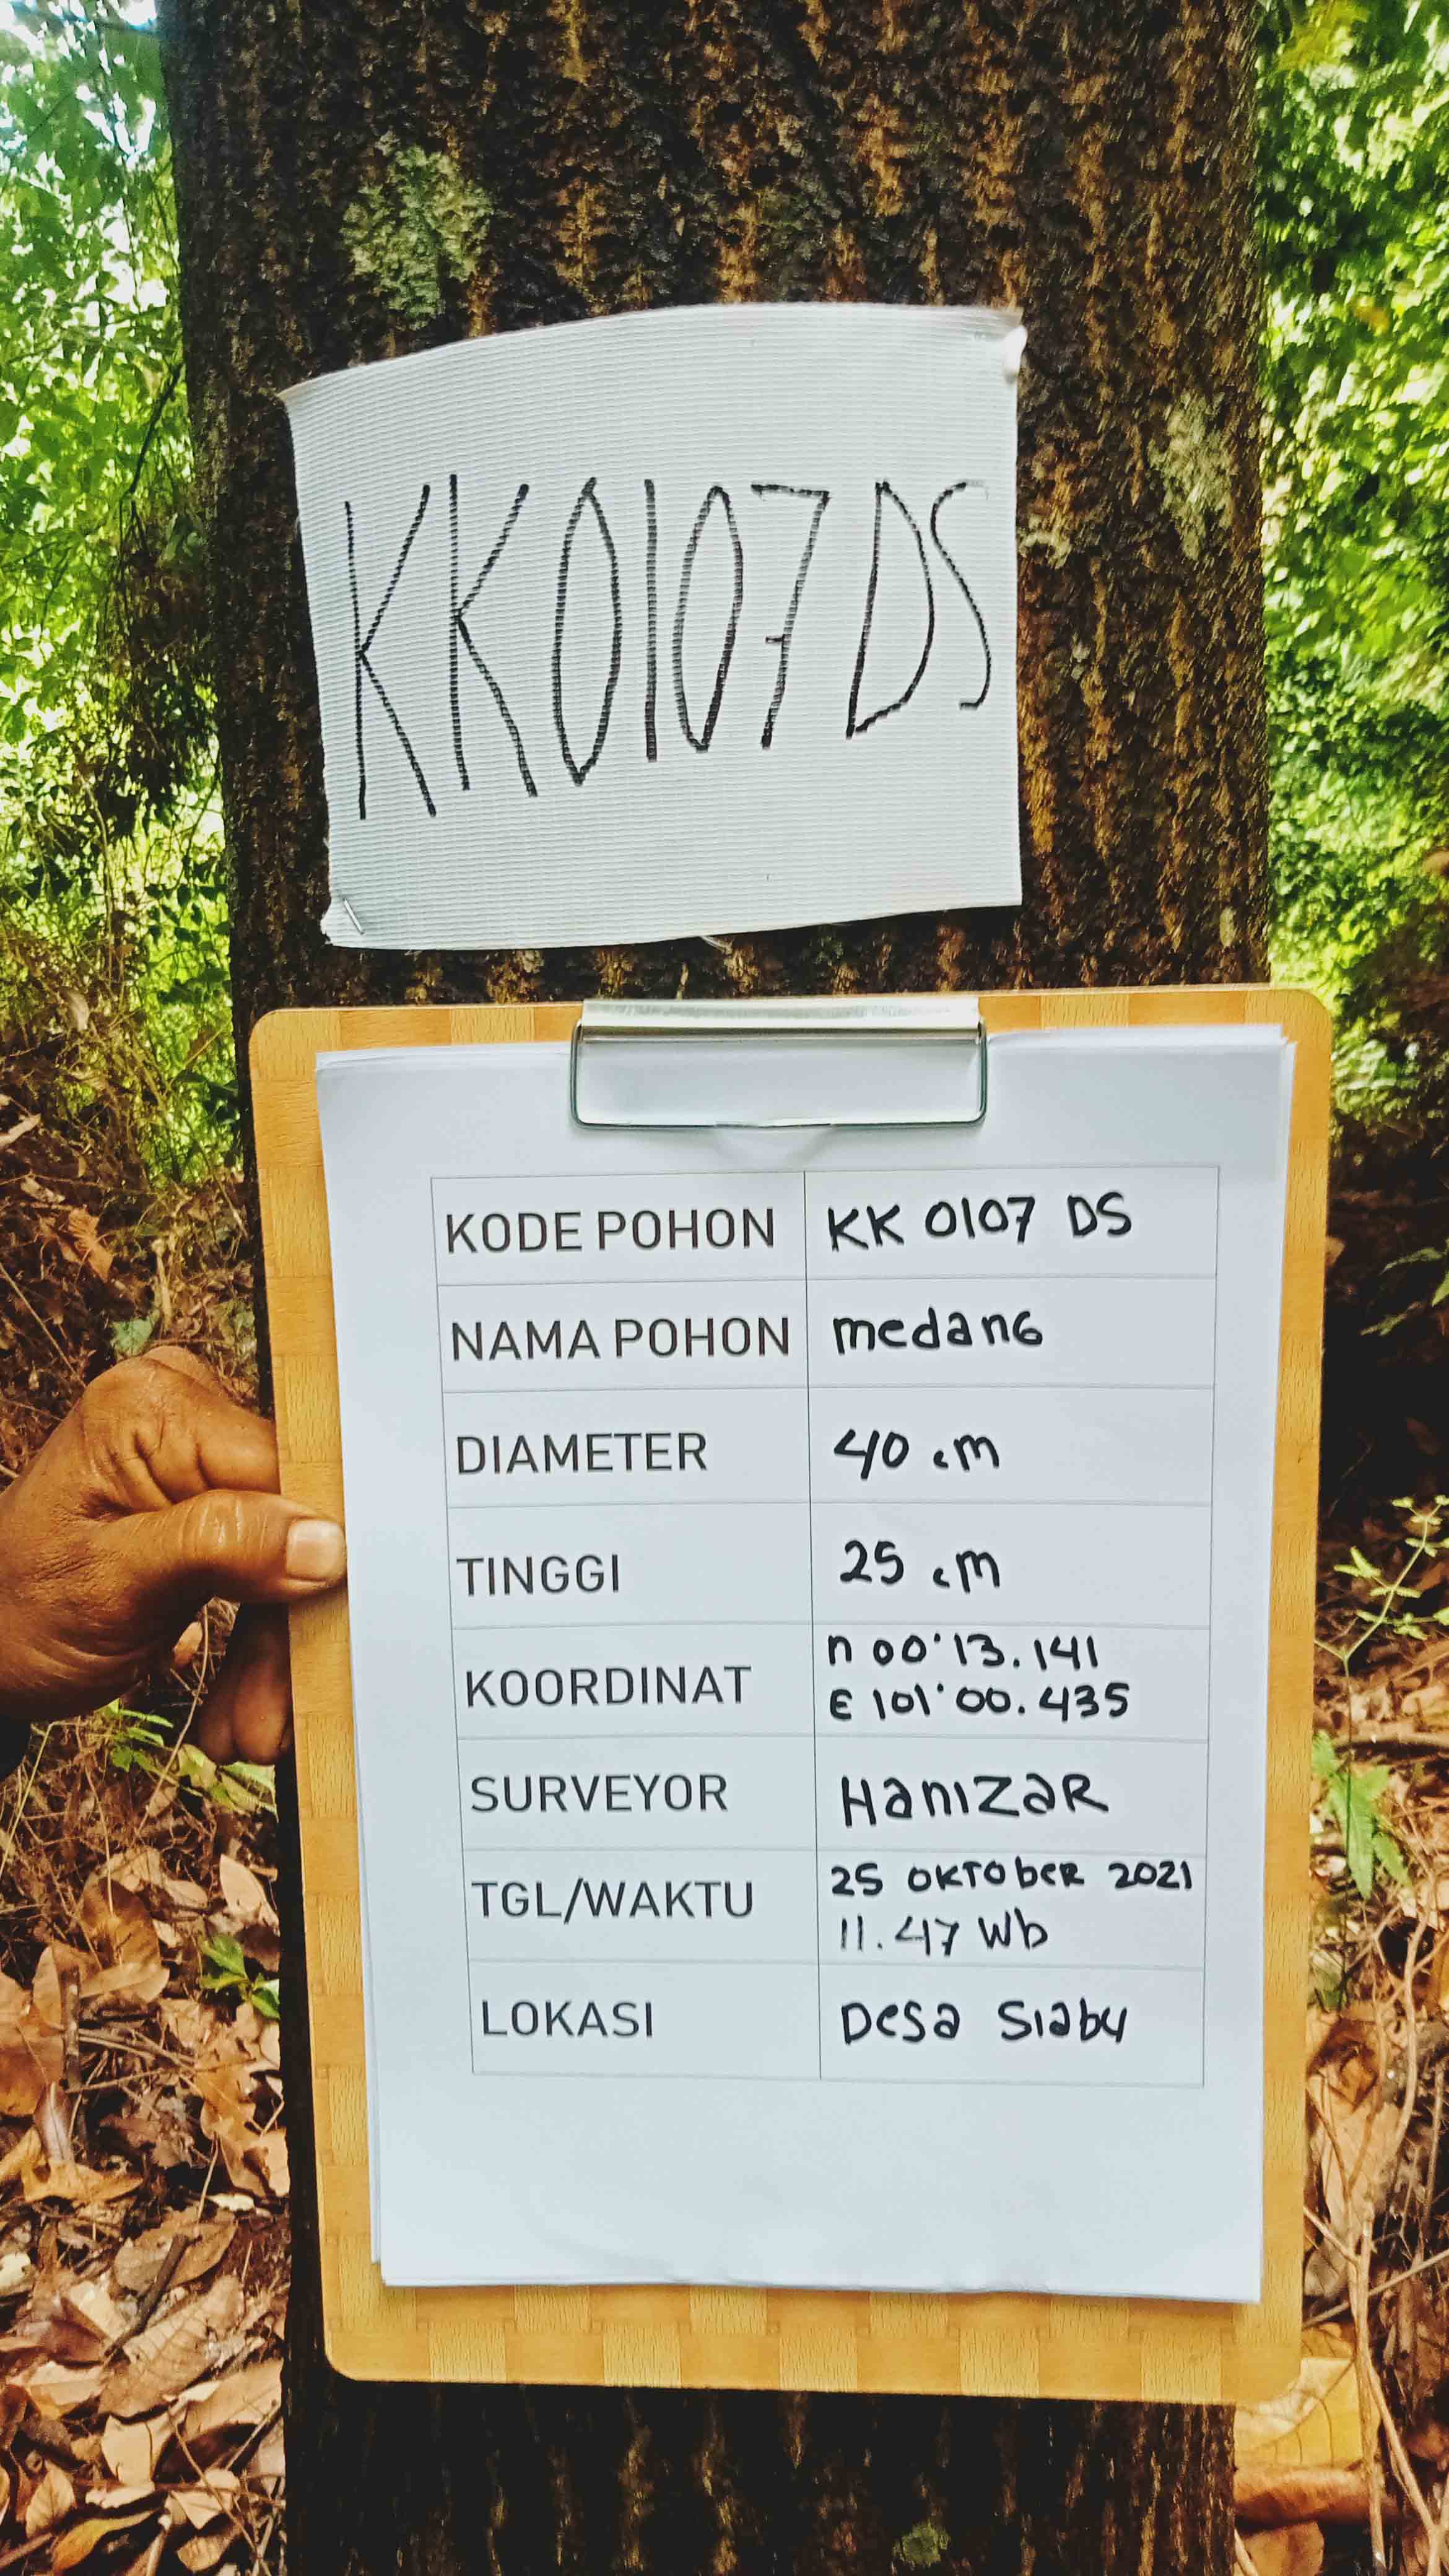 KK0107DS
KODE POHON KK 0107 DS
NAMA POHON medanG
DIAMETER 40 cm
TINGGI 25 cm
KOORDINAT n 00°13.141
E 101°00.435
SURVEYOR HanIZaR
TGL/WAKTU 25 OKTObeR 2021
11.47 Wb
LOKASI Desa Siabu